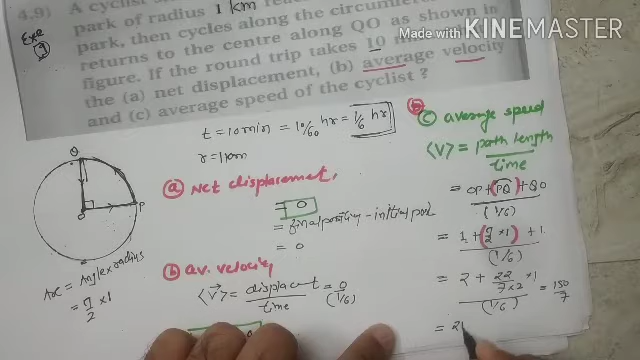 Made With
KINEMASTER
4.9) A cyclist
park of radius 1 km
park, then cycles along the circumfer
returns to the centre along QO as shown in
figure. If the round trip takes 10
the (a) net displacement, (b) average velocity
and (c) average speed of the cyclist ?
Exe
9
t = 10 min = 10/60 hr = 1/6 hr
r = 1 km
Q
O
P
Arc = Angle x radius
= π/2 x 1
(a) Net displacement,
= 0
= final position - initial pos
= 0
(b) av. velocity
<V> = displacement/time = 0/(1/6)
(c) average speed
<V> = path length/time
= OP + (PQ) + QO
(1/6)
= 1 + (π/2 x 1) + 1
(1/6)
= 2 + 22/7x2 x 1
(1/6)
= 150/7
= 21